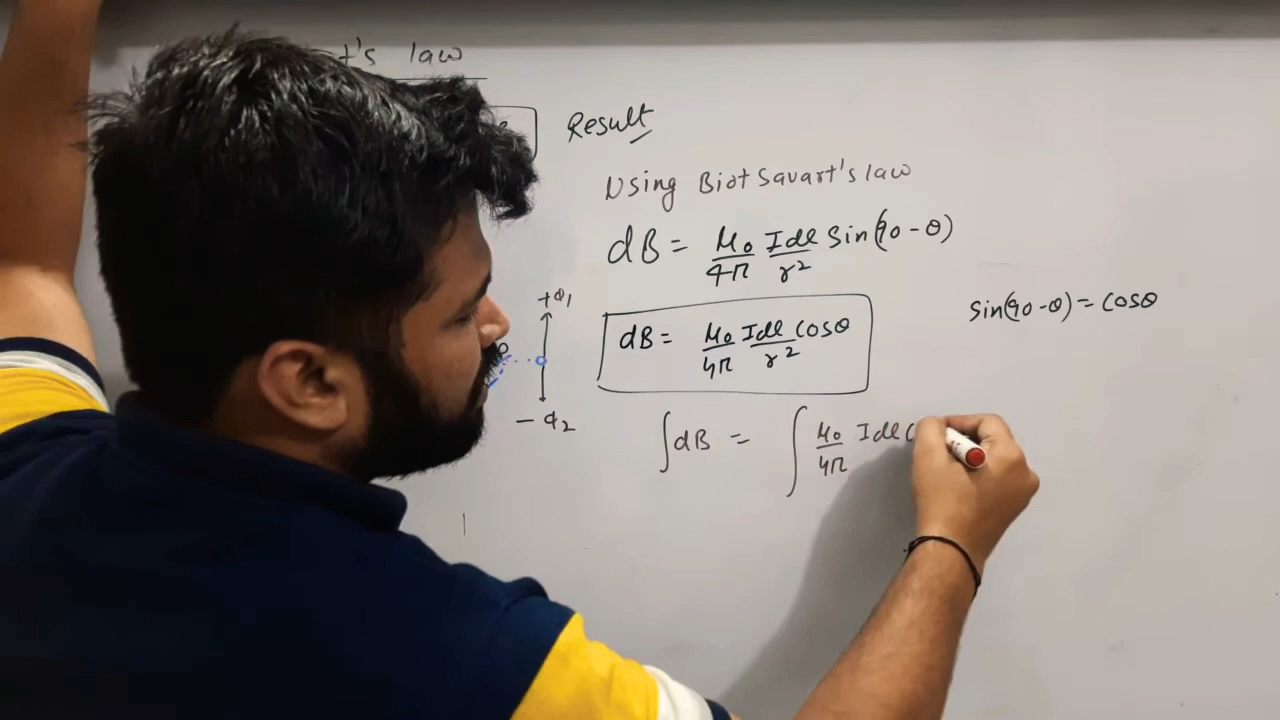 t's law
Result
Using Biot Savart's law
dB = μ₀/4π Idl/r² Sin(90-θ)
Sin(90-θ) = Cosθ
dB = μ₀/4π Idl Cosθ/r²
+Φ₁
-Φ₂
∫dB = ∫ μ₀/4π Idl C